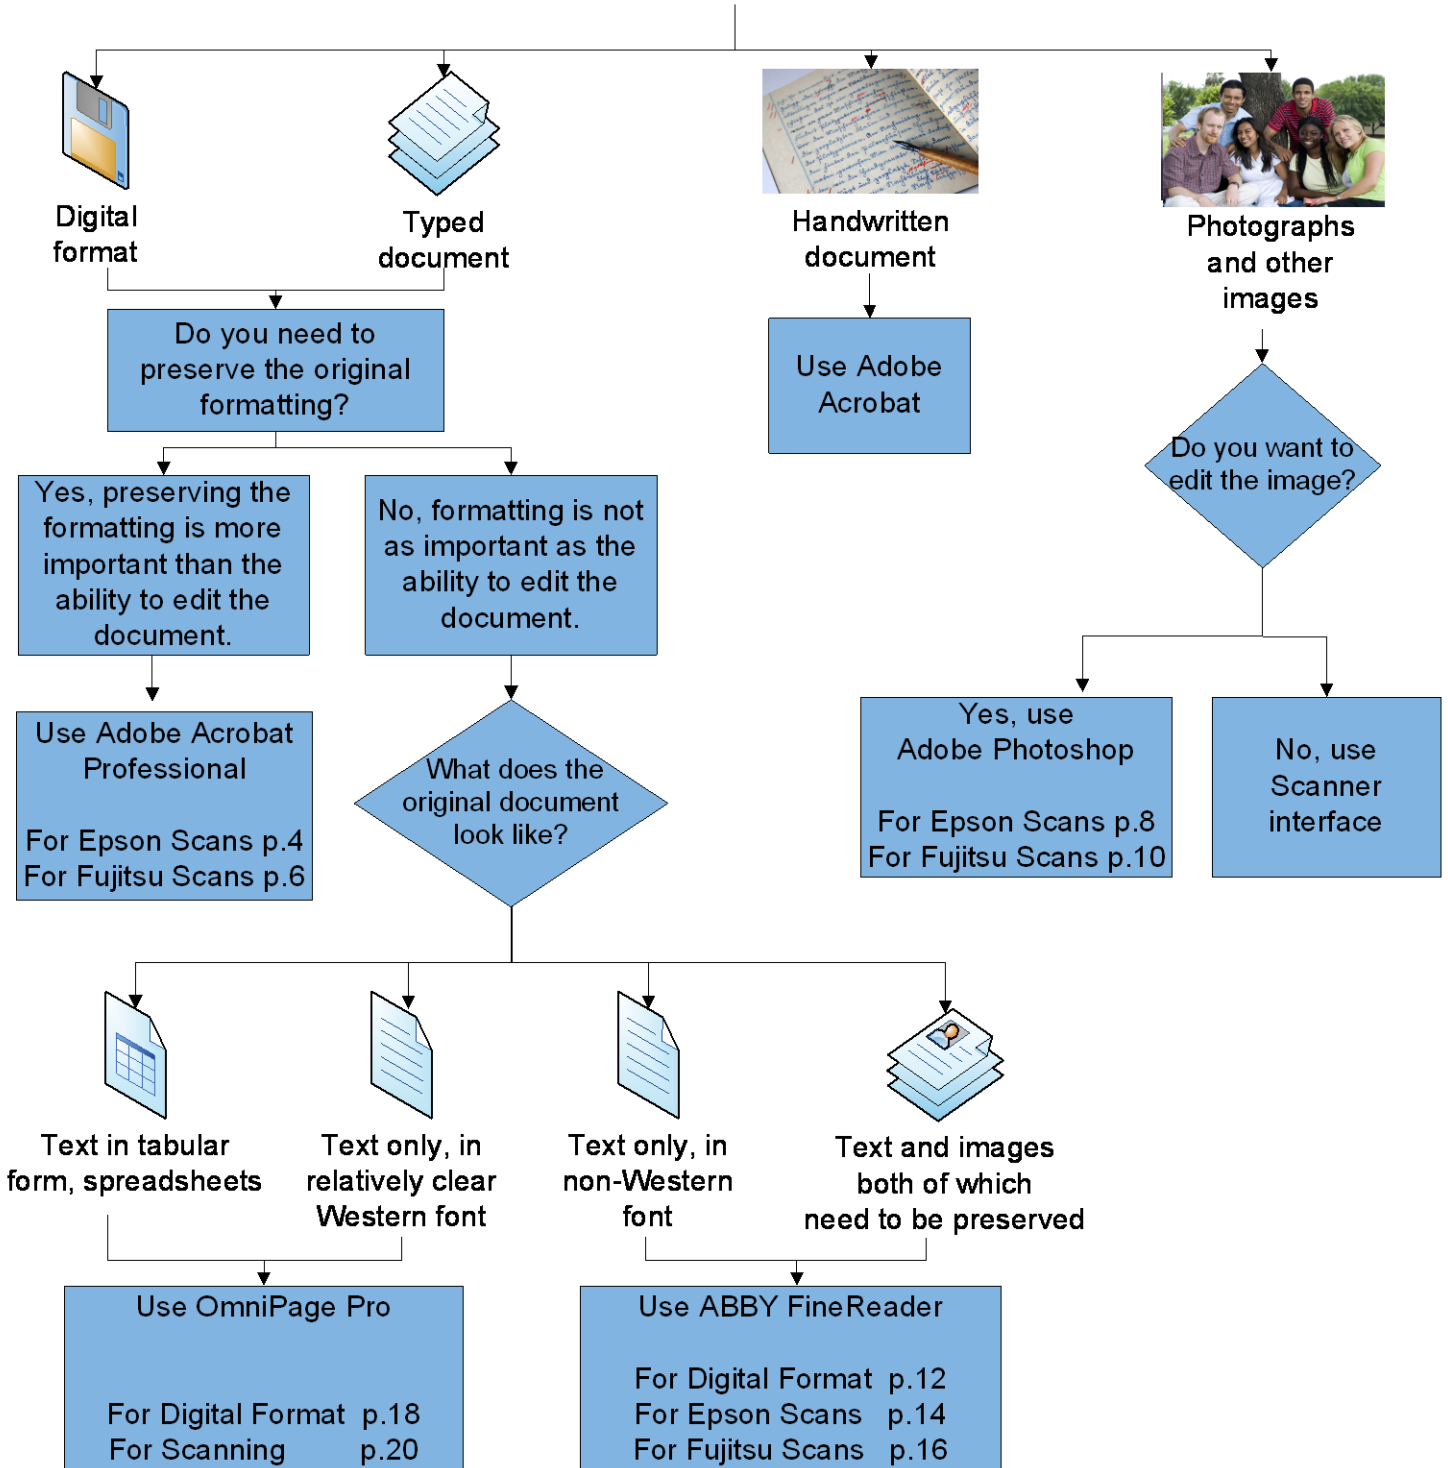 Digital
format
Typed
document
Handwritten
document
Photographs
and other
images
Do you need to
preserve the original
formatting?
Use Adobe
Acrobat
Do you want to
edit the image?
Yes, preserving the
formatting is more
important than the
ability to edit the
document.
No, formatting is not
as important as the
ability to edit the
document.
Use Adobe Acrobat
Professional
For Epson Scans p.4
For Fujitsu Scans p.6
What does the
original document
look like?
Yes, use
Adobe Photoshop
For Epson Scans p.8
For Fujitsu Scans p.10
No, use
Scanner
interface
Text in tabular
form, spreadsheets
Text only, in
relatively clear
Western font
Text only, in
non-Western
font
Text and images
both of which
need to be preserved
Use OmniPage Pro
For Digital Format p.18
For Scanning p.20
Use ABBY FineReader
For Digital Format p.12
For Epson Scans p.14
For Fujitsu Scans p.16